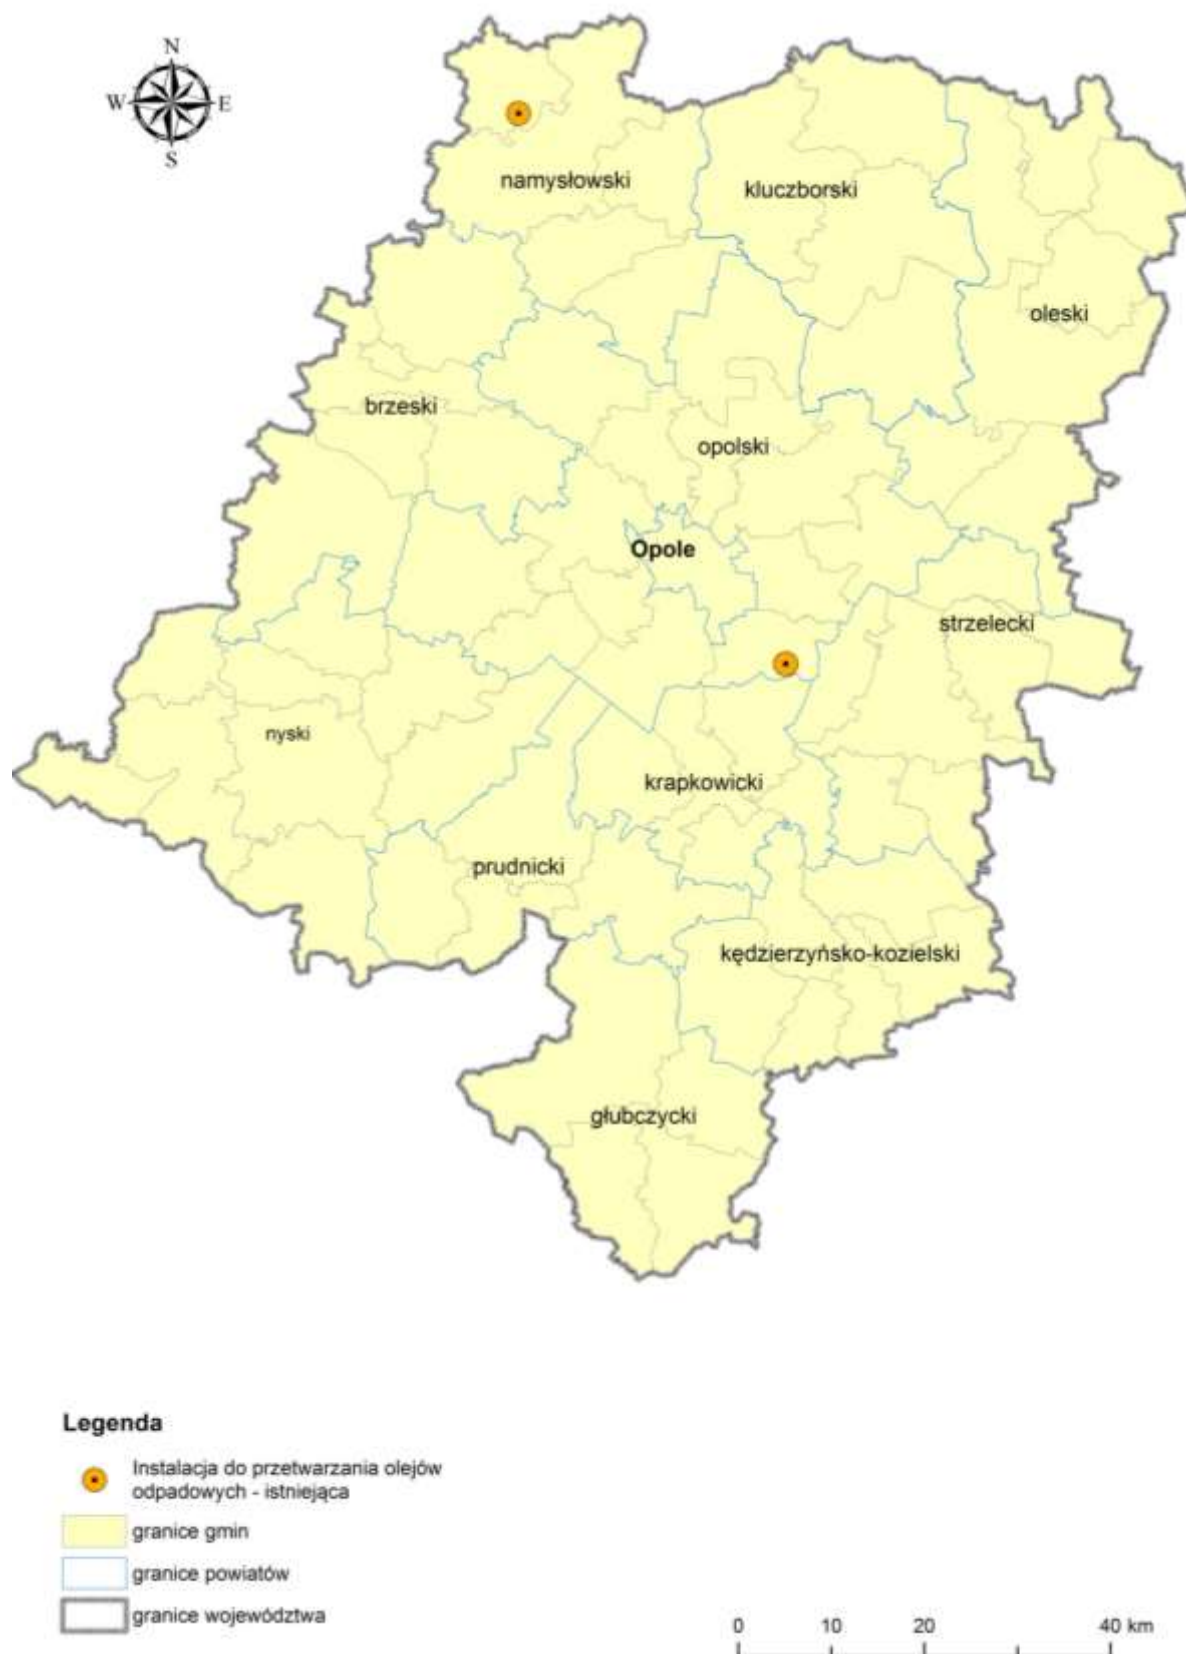 N
W E
S
namysłowski
kluczborski
oleski
brzeski
opolski
Opole
strzelecki
nyski
krapkowicki
prudnicki
kędzierzyńsko-kozielski
głubczycki
Legenda
Instalacja do przetwarzania olejów
odpadowych - istniejąca
granice gmin
granice powiatów
granice województwa
0 10 20 40 km